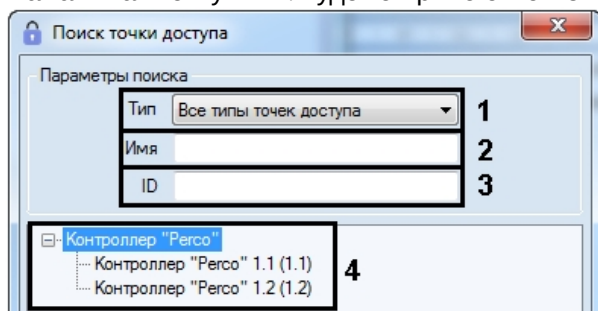 Поиск точки доступа
Параметры поиска
Тип Все типы точек доступа 1
Имя 2
ID 3
Контроллер "Perco"
Контроллер "Perco" 1.1 (1.1)
Контроллер "Perco" 1.2 (1.2)
4